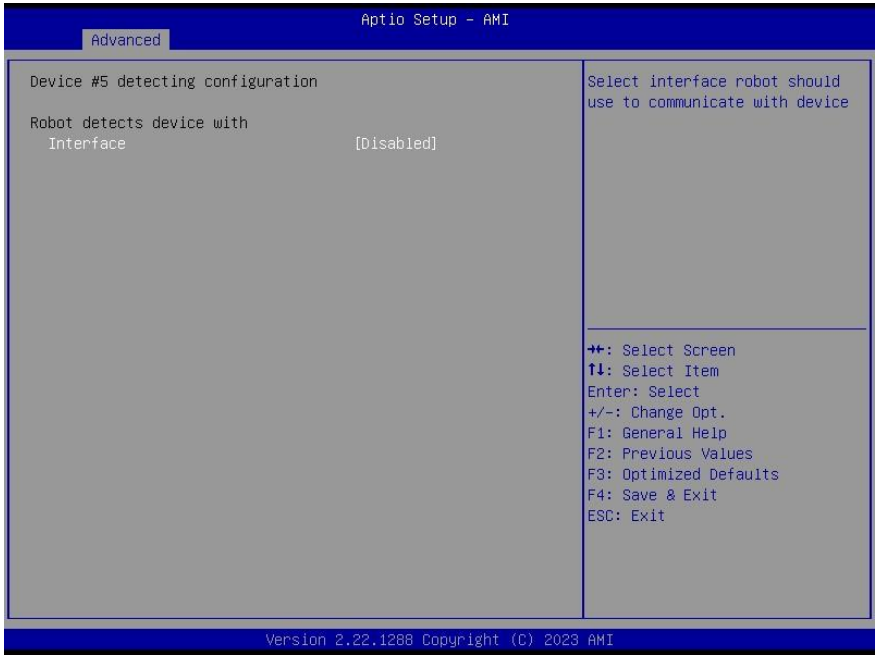 Aptio Setup - AMI
Advanced
Device #5 detecting configuration
Robot detects device with
Interface [Disabled]
Select interface robot should
use to communicate with device
→←: Select Screen
↑↓: Select Item
Enter: Select
+/-: Change Opt.
F1: General Help
F2: Previous Values
F3: Optimized Defaults
F4: Save & Exit
ESC: Exit
Version 2.22.1288 Copyright (C) 2023 AMI